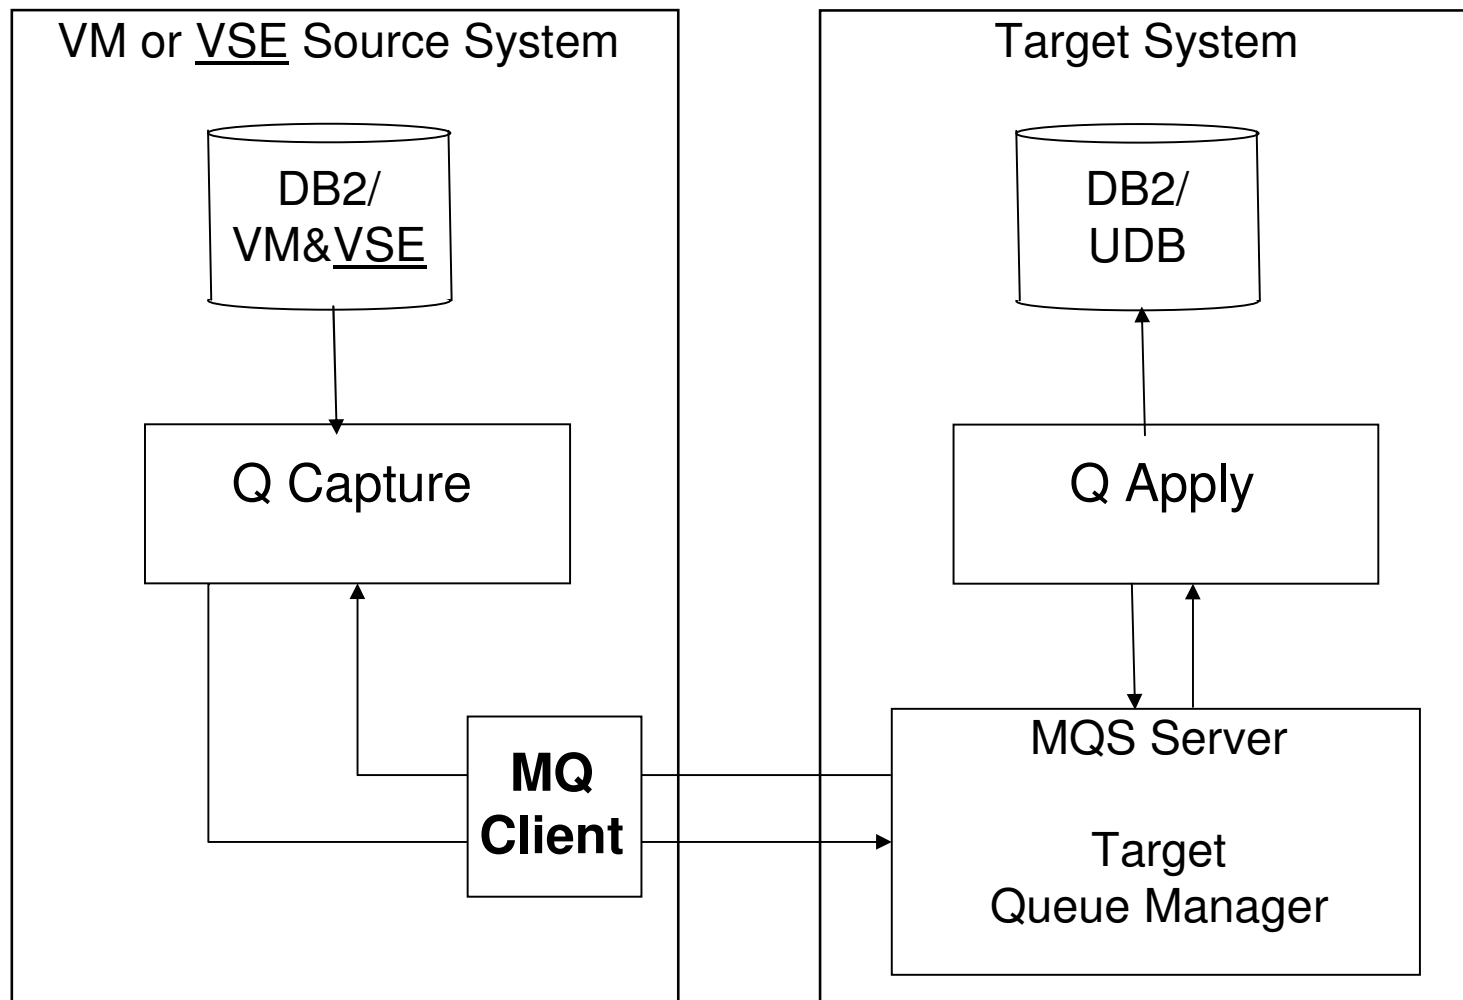 VM or VSE Source System
DB2/
VM&VSE
Q Capture
MQ
Client
Target System
DB2/
UDB
Q Apply
MQS Server
Target
Queue Manager